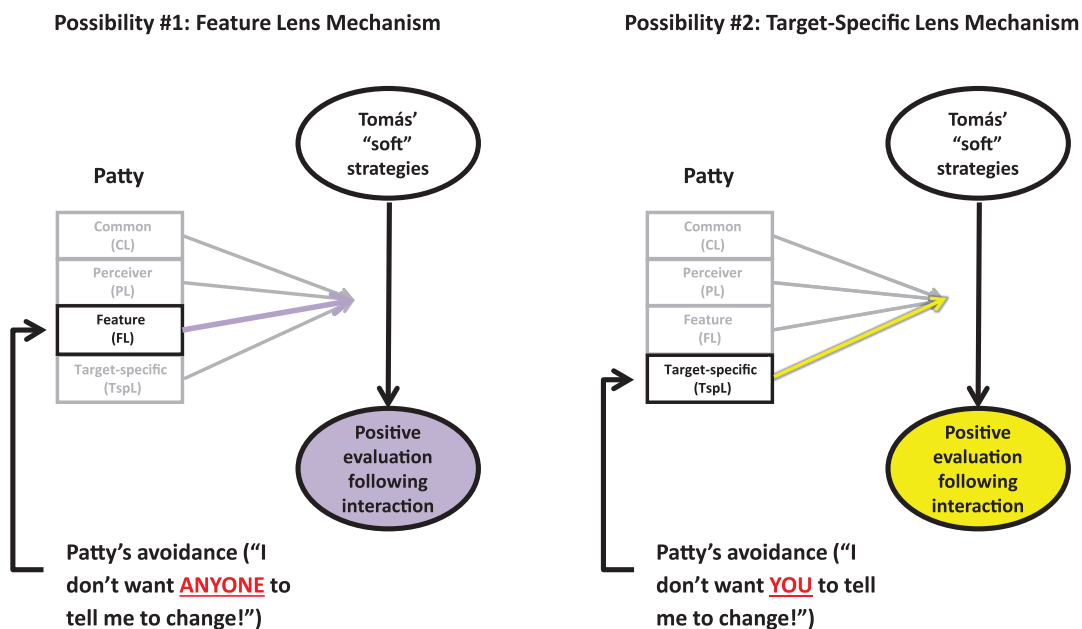 Possibility #1: Feature Lens Mechanism
Tomás’
“soft”
strategies
Patty
Common
(CL)
Perceiver
(PL)
Feature
(FL)
Target-specific
(TspL)
Positive
evaluation
following
interaction
Patty’s avoidance (“I
don’t want ANYONE to
tell me to change!”)
Possibility #2: Target-Specific Lens Mechanism
Tomás’
“soft”
strategies
Patty
Common
(CL)
Perceiver
(PL)
Feature
(FL)
Target-specific
(TspL)
Positive
evaluation
following
interaction
Patty’s avoidance (“I
don’t want YOU to tell
me to change!”)